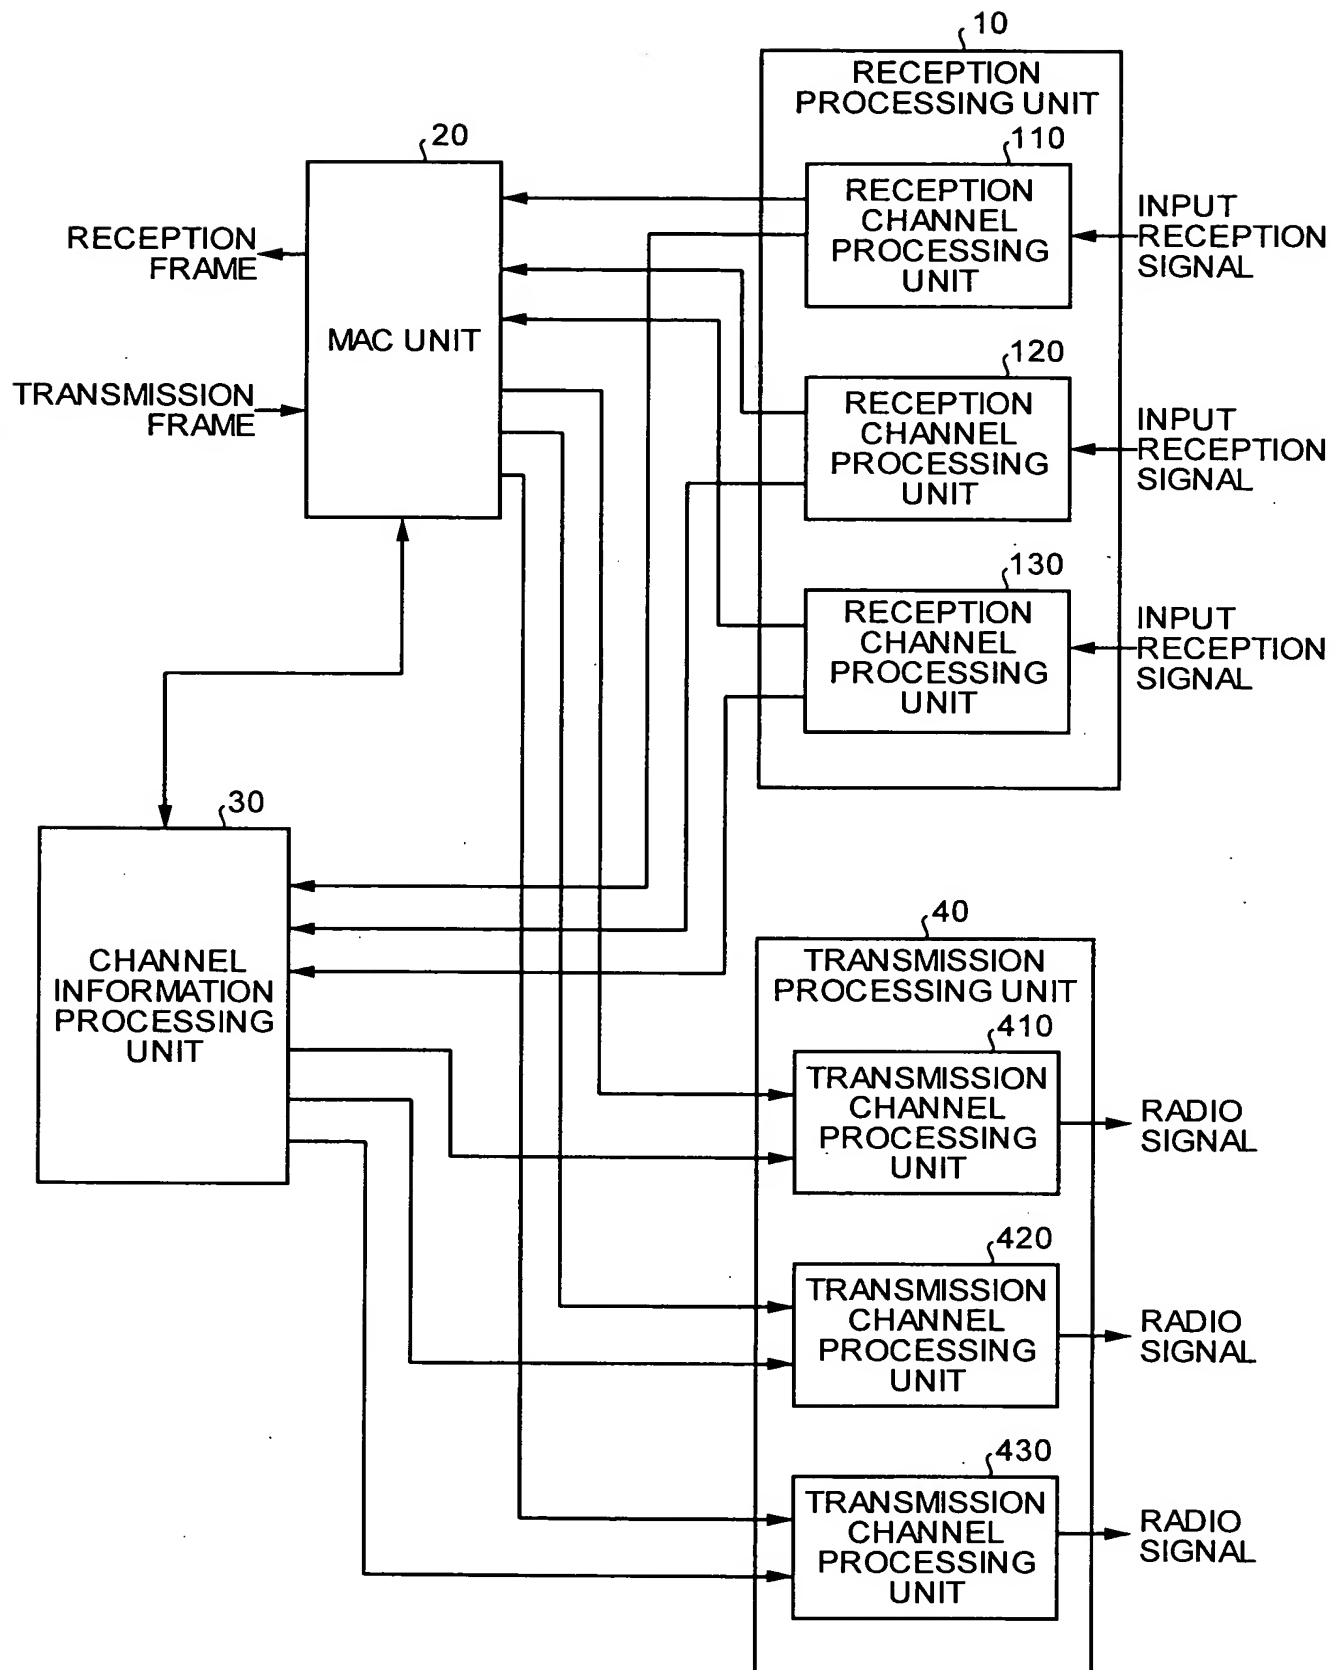 10
RECEPTION
PROCESSING UNIT
20
110
RECEPTION
CHANNEL
PROCESSING
UNIT
INPUT
RECEPTION
SIGNAL
RECEPTION
FRAME
MAC UNIT
TRANSMISSION
FRAME
120
RECEPTION
CHANNEL
PROCESSING
UNIT
INPUT
RECEPTION
SIGNAL
130
RECEPTION
CHANNEL
PROCESSING
UNIT
INPUT
RECEPTION
SIGNAL
30
CHANNEL
INFORMATION
PROCESSING
UNIT
40
TRANSMISSION
PROCESSING UNIT
410
TRANSMISSION
CHANNEL
PROCESSING
UNIT
RADIO
SIGNAL
420
TRANSMISSION
CHANNEL
PROCESSING
UNIT
RADIO
SIGNAL
430
TRANSMISSION
CHANNEL
PROCESSING
UNIT
RADIO
SIGNAL